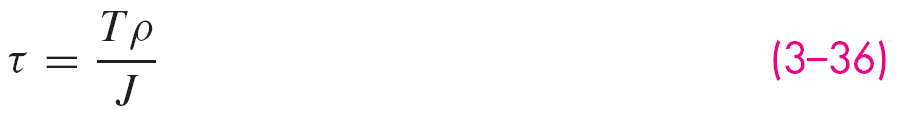 τ = Tρ / J (3–36)